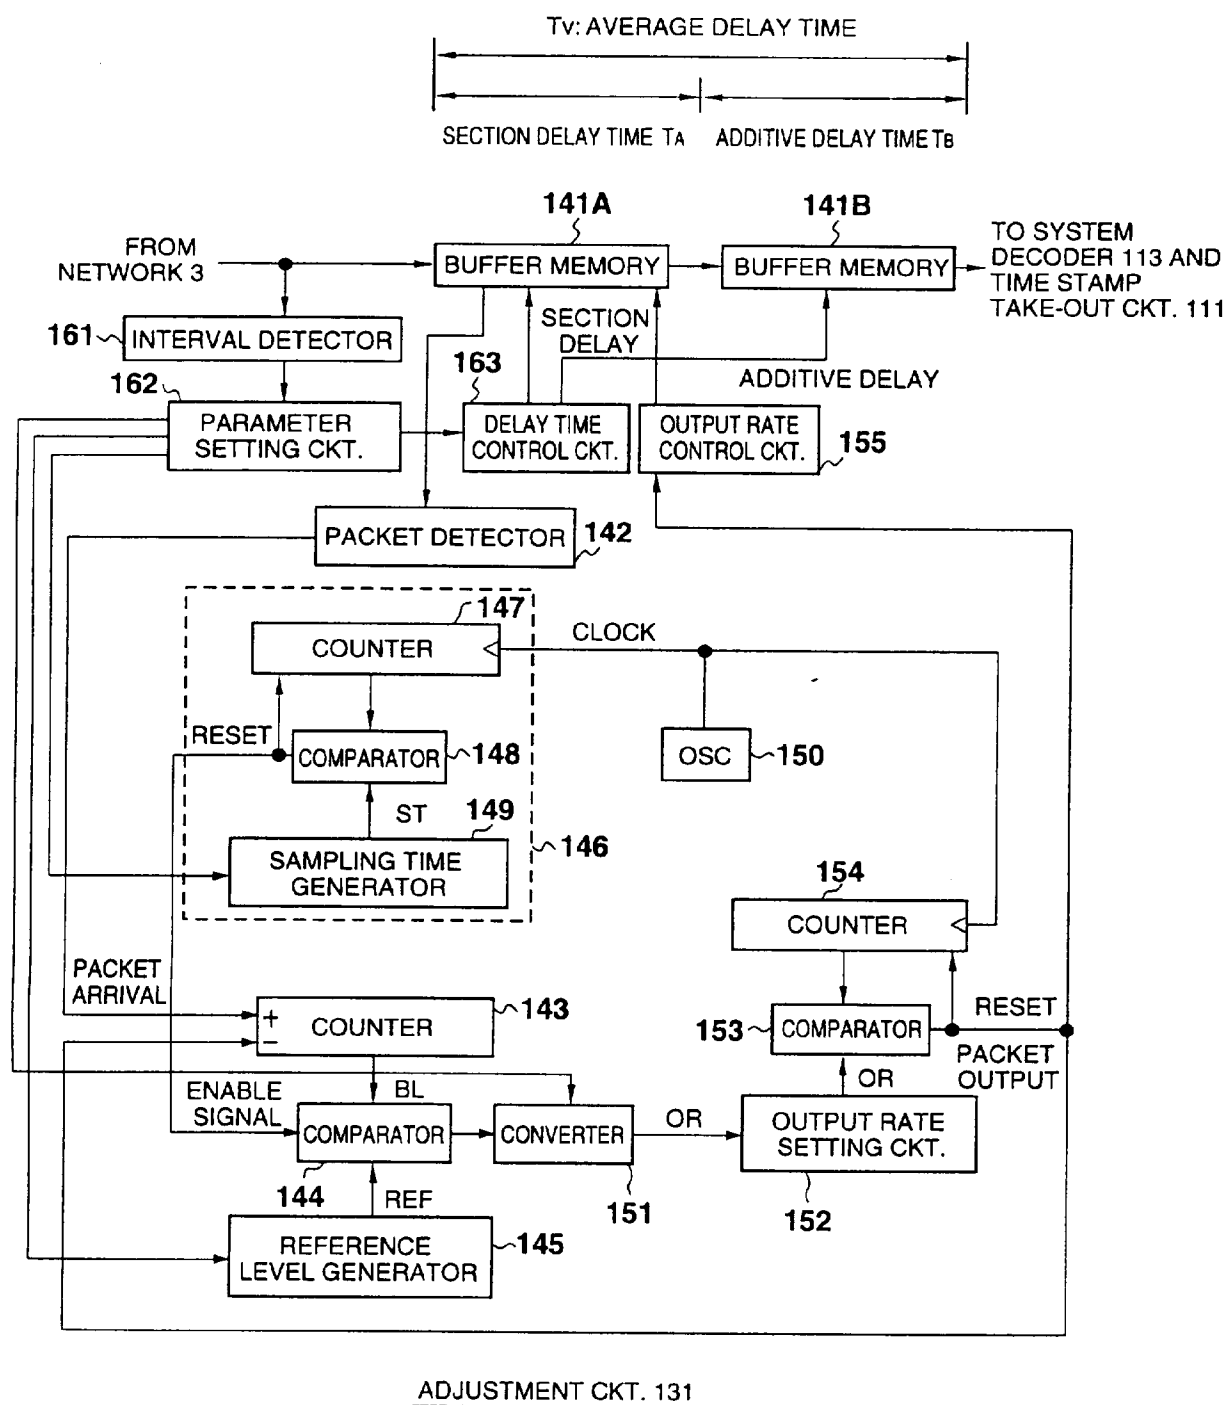 Tv: AVERAGE DELAY TIME
SECTION DELAY TIME TA
ADDITIVE DELAY TIME TB
141A
141B
FROM
NETWORK 3
BUFFER MEMORY
BUFFER MEMORY
TO SYSTEM
DECODER 113 AND
TIME STAMP
TAKE-OUT CKT. 111
161
INTERVAL DETECTOR
SECTION
DELAY
163
162
ADDITIVE DELAY
PARAMETER
SETTING CKT.
DELAY TIME
CONTROL CKT.
OUTPUT RATE
CONTROL CKT.
155
PACKET DETECTOR
142
147
COUNTER
CLOCK
RESET
COMPARATOR
148
OSC
150
ST
149
SAMPLING TIME
GENERATOR
146
154
COUNTER
PACKET
ARRIVAL
+
−
COUNTER
143
153
COMPARATOR
RESET
PACKET
OUTPUT
OR
BL
ENABLE
SIGNAL
COMPARATOR
CONVERTER
OR
OUTPUT RATE
SETTING CKT.
144
REF
151
152
REFERENCE
LEVEL GENERATOR
145
ADJUSTMENT CKT. 131